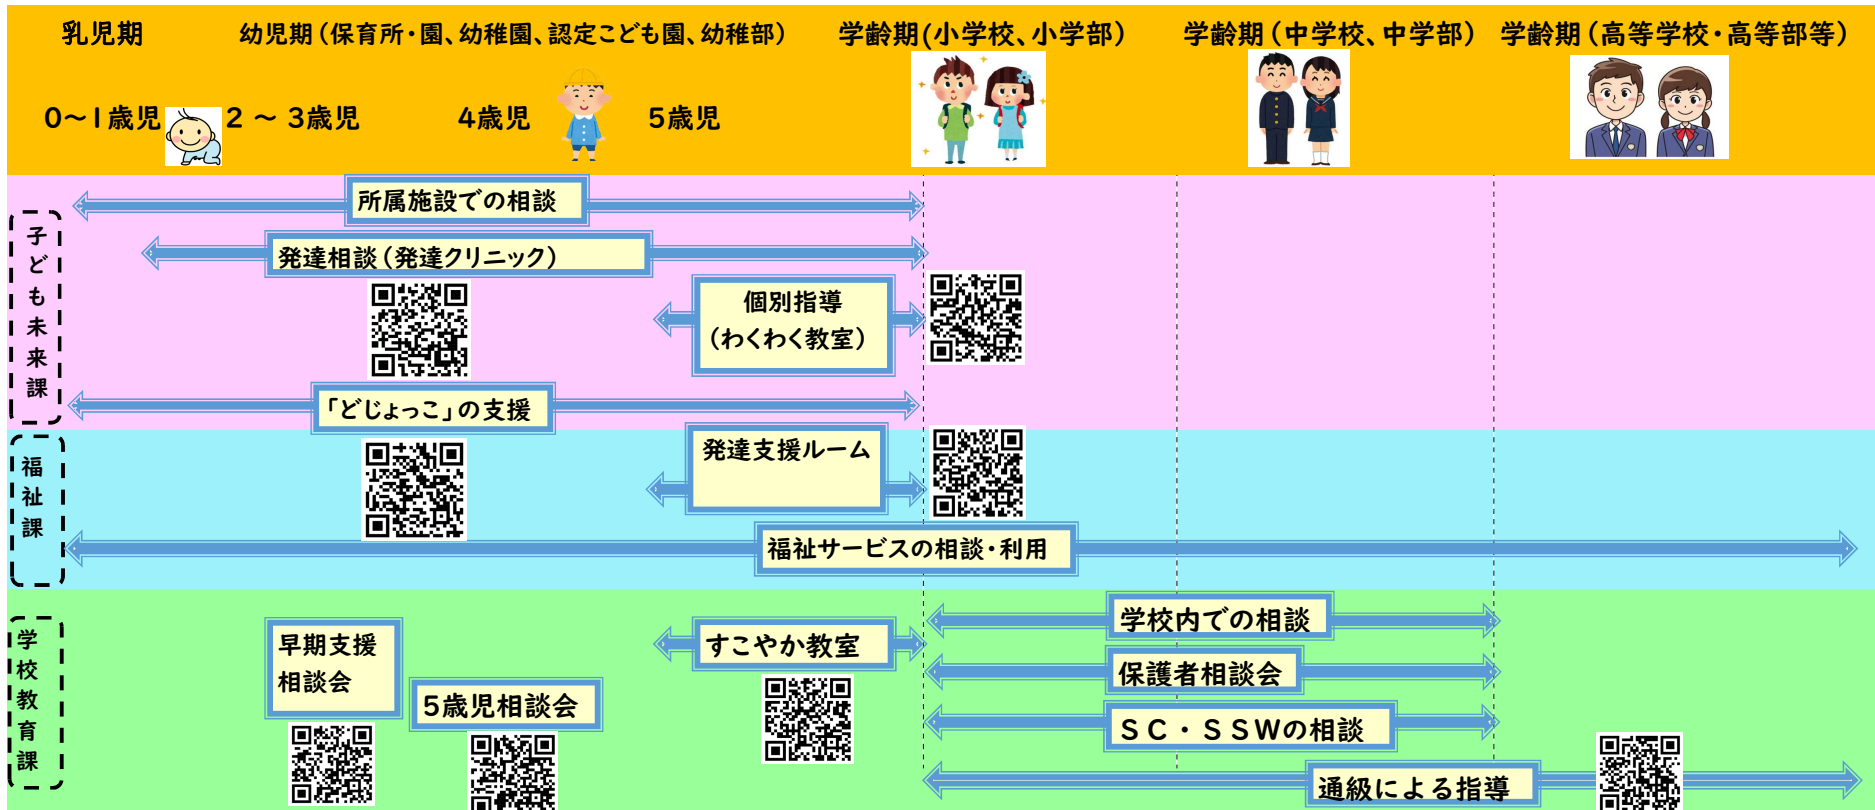 乳児期
幼児期（保育所・園、幼稚園、認定こども園、幼稚部）
学齢期（小学校、小学部）
学齢期（中学校、中学部）
学齢期（高等学校・高等部等）
0～1歳児
2～3歳児
4歳児
5歳児
子ども未来課
所属施設での相談
発達相談（発達クリニック）
個別指導
（わくわく教室）
「どじょっこ」の支援
福祉課
発達支援ルーム
福祉サービスの相談・利用
学校教育課
早期支援
相談会
5歳児相談会
すこやか教室
学校内での相談
保護者相談会
ＳＣ・ＳＳＷの相談
通級による指導